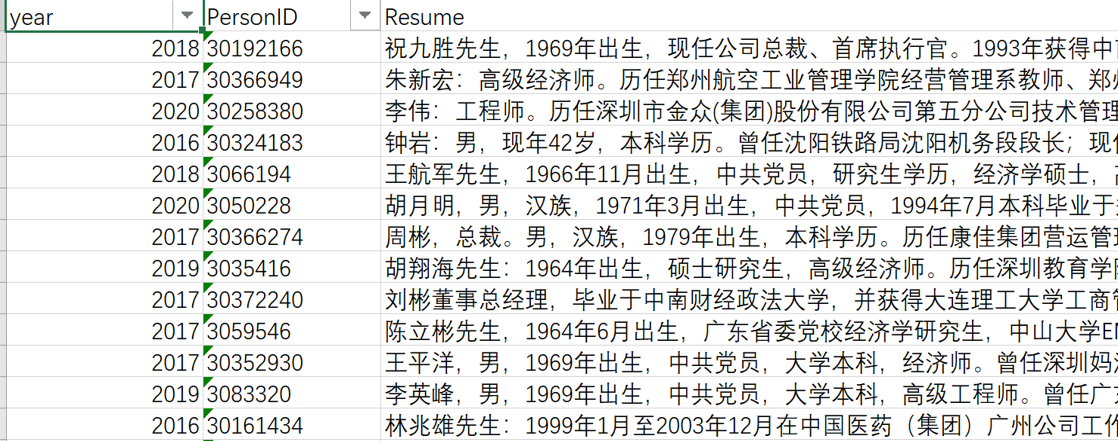 year PersonID Resume
2018 30192166 祝九胜先生，1969年出生，现任公司总裁、首席执行官。1993年获得中
2017 30366949 朱新宏：高级经济师。历任郑州航空工业管理学院经营管理系教师、郑
2020 30258380 李伟：工程师。历任深圳市金众(集团)股份有限公司第五分公司技术管理
2016 30324183 钟岩：男，现年42岁，本科学历。曾任沈阳铁路局沈阳机务段段长；现
2018 3066194 王航军先生，1966年11月出生，中共党员，研究生学历，经济学硕士，
2020 3050228 胡月明，男，汉族，1971年3月出生，中共党员，1994年7月本科毕业于
2017 30366274 周彬，总裁。男，汉族，1979年出生，本科学历。历任康佳集团营运管
2019 3035416 胡翔海先生：1964年出生，硕士研究生，高级经济师。历任深圳教育学
2017 30372240 刘彬董事总经理，毕业于中南财经政法大学，并获得大连理工大学工商
2017 3059546 陈立彬先生，1964年6月出生，广东省委党校经济学研究生，中山大学EM
2017 30352930 王平洋，男，1969年出生，中共党员，大学本科，经济师。曾任深圳妈
2019 3083320 李英峰，男，1969年出生，中共党员，大学本科，高级工程师。曾任广
2016 30161434 林兆雄先生：1999年1月至2003年12月在中国医药（集团）广州公司工